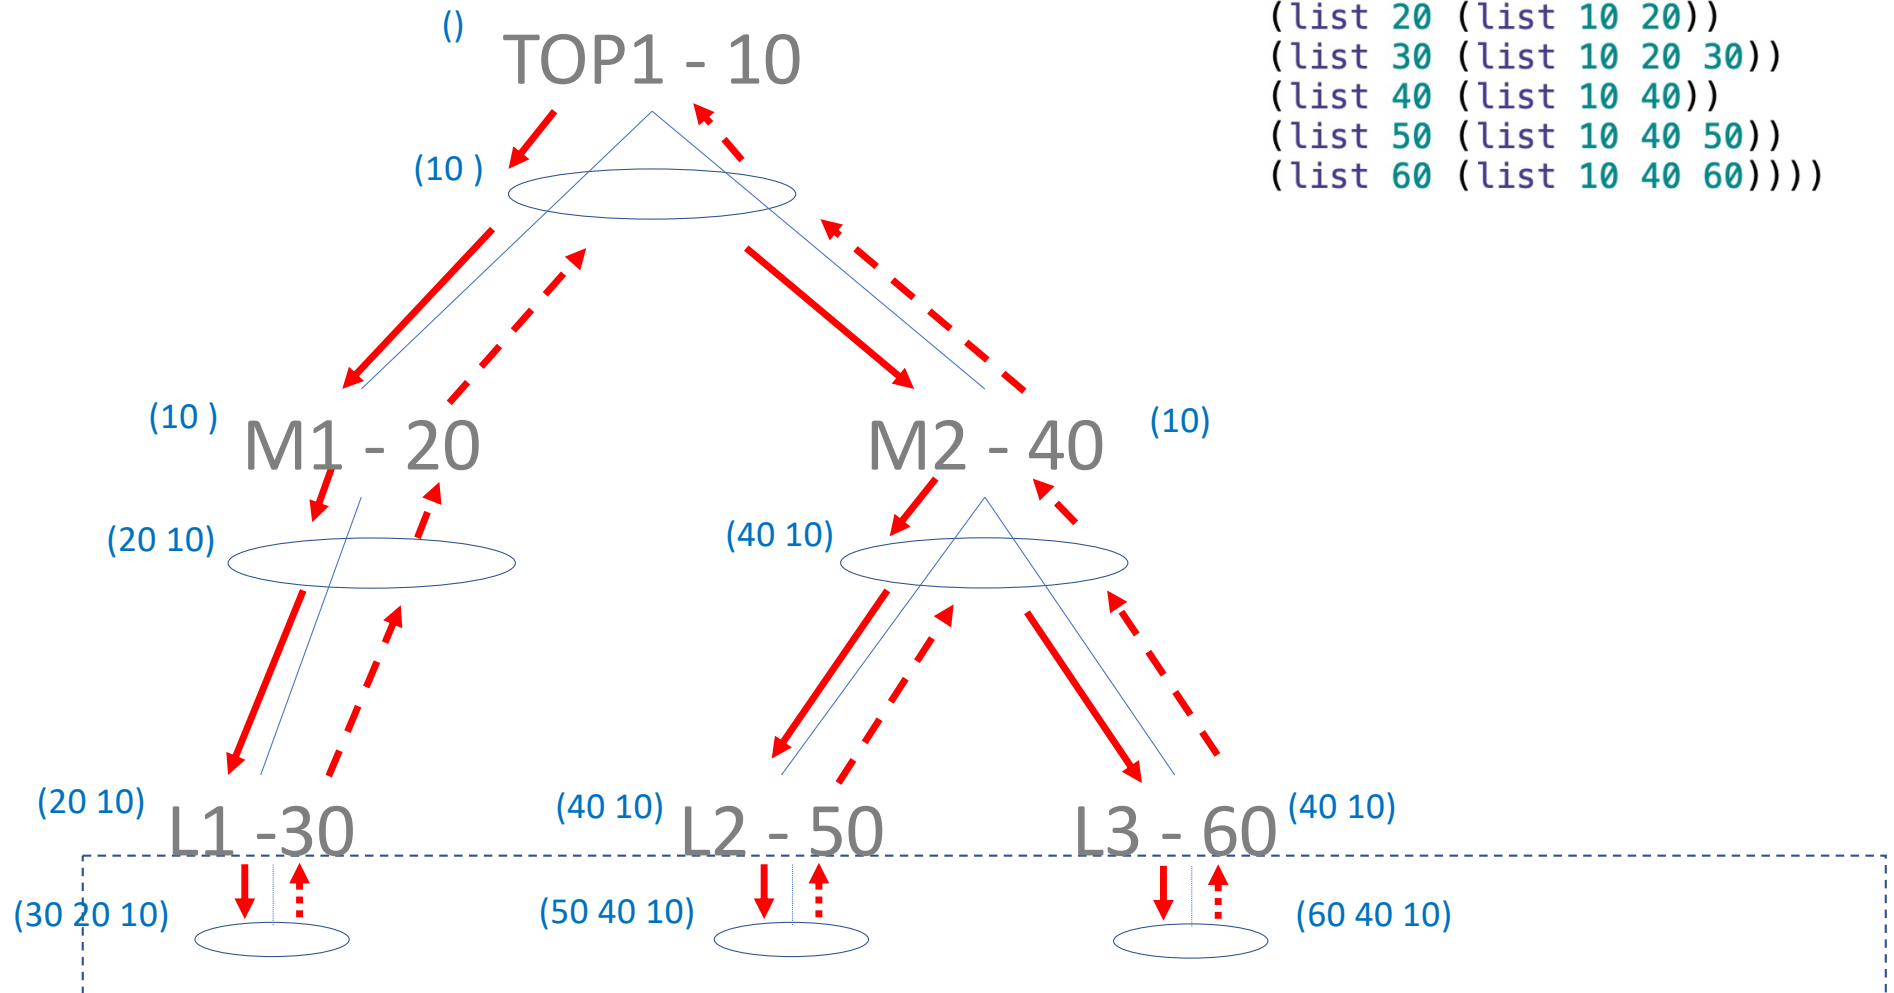 ()
TOP1 - 10
(list 20 (list 10 20))
(list 30 (list 10 20 30))
(list 40 (list 10 40))
(list 50 (list 10 40 50))
(list 60 (list 10 40 60))))
(10 )
(10 )
M1 - 20
M2 - 40
(10)
(20 10)
(40 10)
(20 10)
L1 -30
(40 10)
L2 - 50
L3 - 60
(40 10)
(30 20 10)
(50 40 10)
(60 40 10)